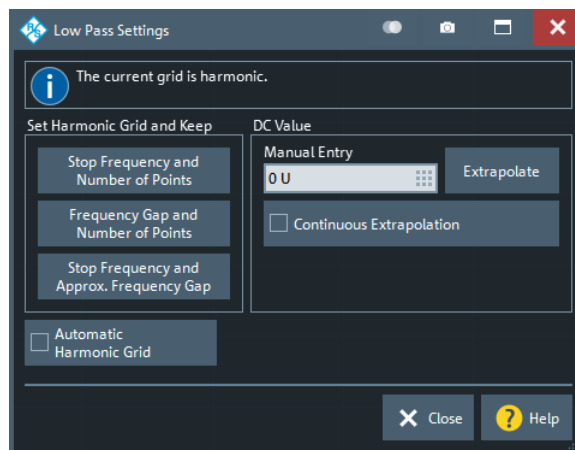 Low Pass Settings
The current grid is harmonic.
Set Harmonic Grid and Keep
Stop Frequency and
Number of Points
Frequency Gap and
Number of Points
Stop Frequency and
Approx. Frequency Gap
Automatic
Harmonic Grid
DC Value
Manual Entry
0 U
Extrapolate
Continuous Extrapolation
Close
? Help